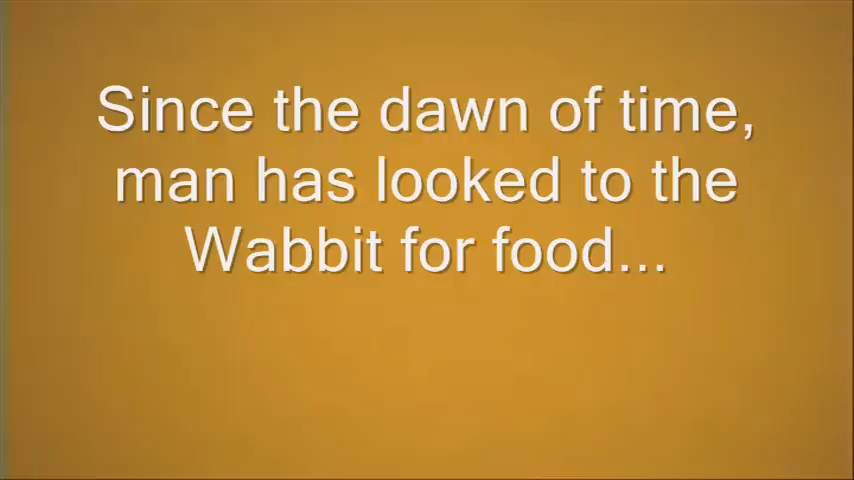 Since the dawn of time,
man has looked to the
Wabbit for food...